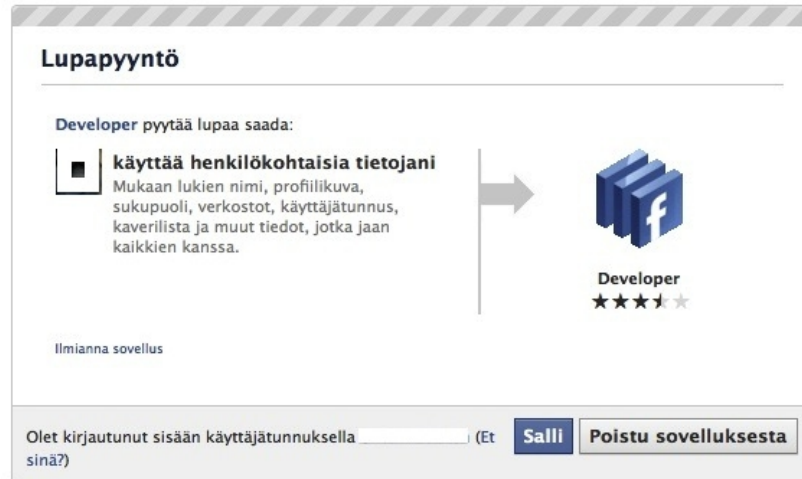 Lupapyyntö
Developer pyytää lupaa saada:
käyttää henkilökohtaisia tietojani
Mukaan lukien nimi, profiilikuva,
sukupuoli, verkostot, käyttäjätunnus,
kaverilista ja muut tiedot, jotka jaan
kaikkien kanssa.
f
Developer
Ilmianna sovellus
Olet kirjautunut sisään käyttäjätunnuksella (Et
sinä?)
Salli
Poistu sovelluksesta